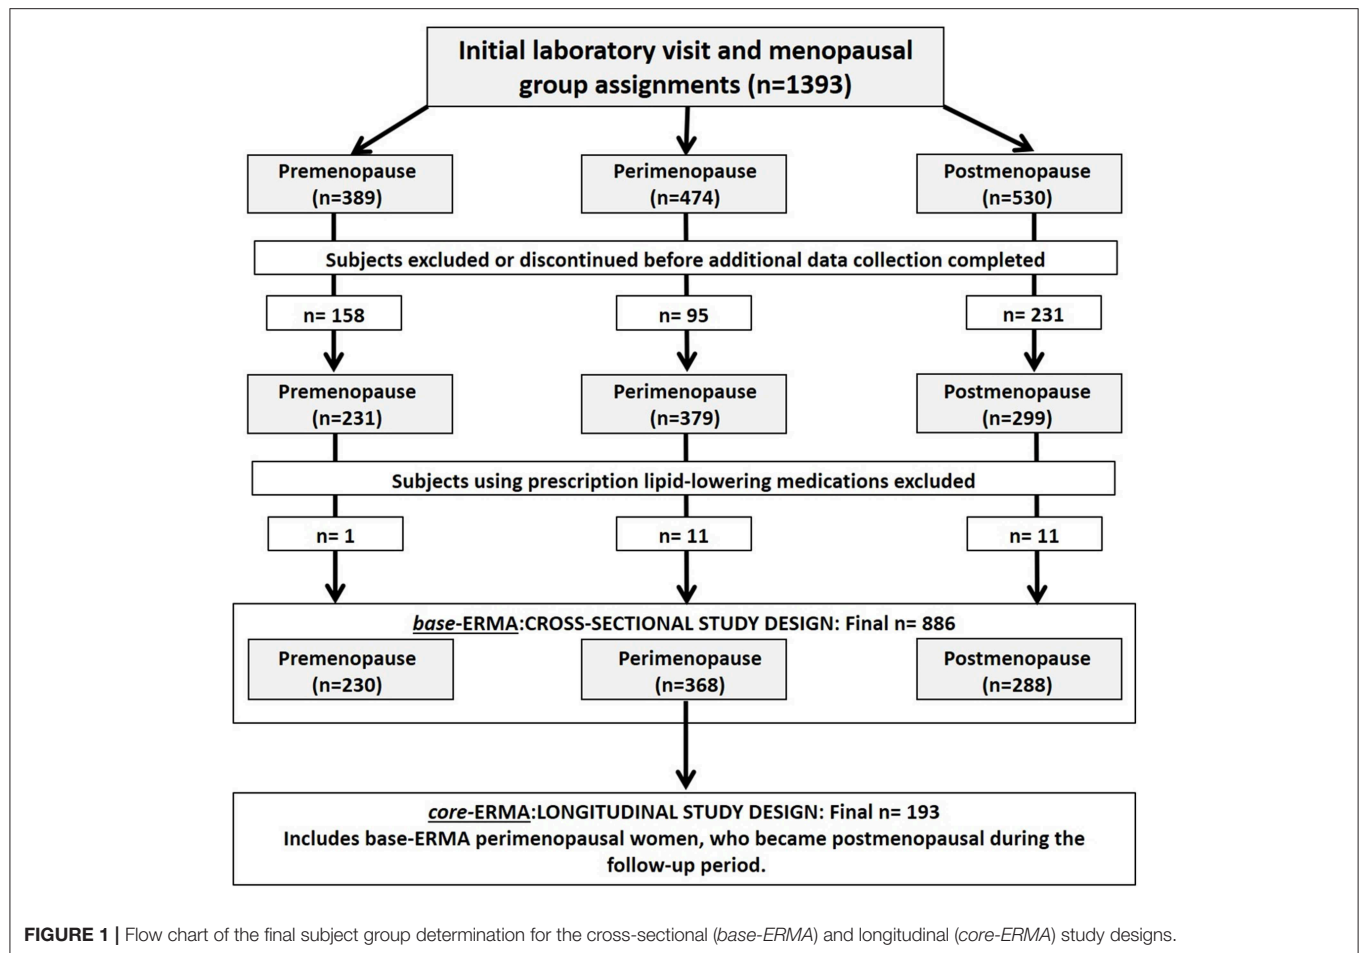 Initial laboratory visit and menopausal
group assignments (n=1393)
Premenopause
(n=389)
Perimenopause
(n=474)
Postmenopause
(n=530)
Subjects excluded or discontinued before additional data collection completed
n= 158
n= 95
n= 231
Premenopause
(n=231)
Perimenopause
(n=379)
Postmenopause
(n=299)
Subjects using prescription lipid-lowering medications excluded
n= 1
n= 11
n= 11
base-ERMA:CROSS-SECTIONAL STUDY DESIGN: Final n= 886
Premenopause
(n=230)
Perimenopause
(n=368)
Postmenopause
(n=288)
core-ERMA:LONGITUDINAL STUDY DESIGN: Final n= 193
Includes base-ERMA perimenopausal women, who became postmenopausal during the
follow-up period.
FIGURE 1 | Flow chart of the final subject group determination for the cross-sectional (base-ERMA) and longitudinal (core-ERMA) study designs.